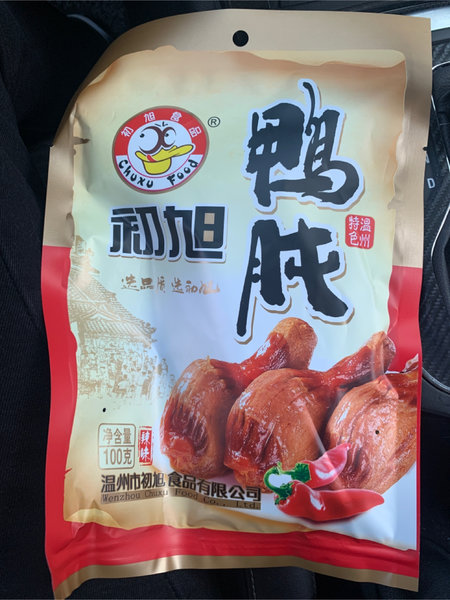 初旭食品
Chuxu Food
®
初旭
选品质 选初旭
鸭肫
温州
特色
净含量
100克
辣味
温州市初旭食品有限公司
Wenzhou Chuxu Food Co., Ltd.